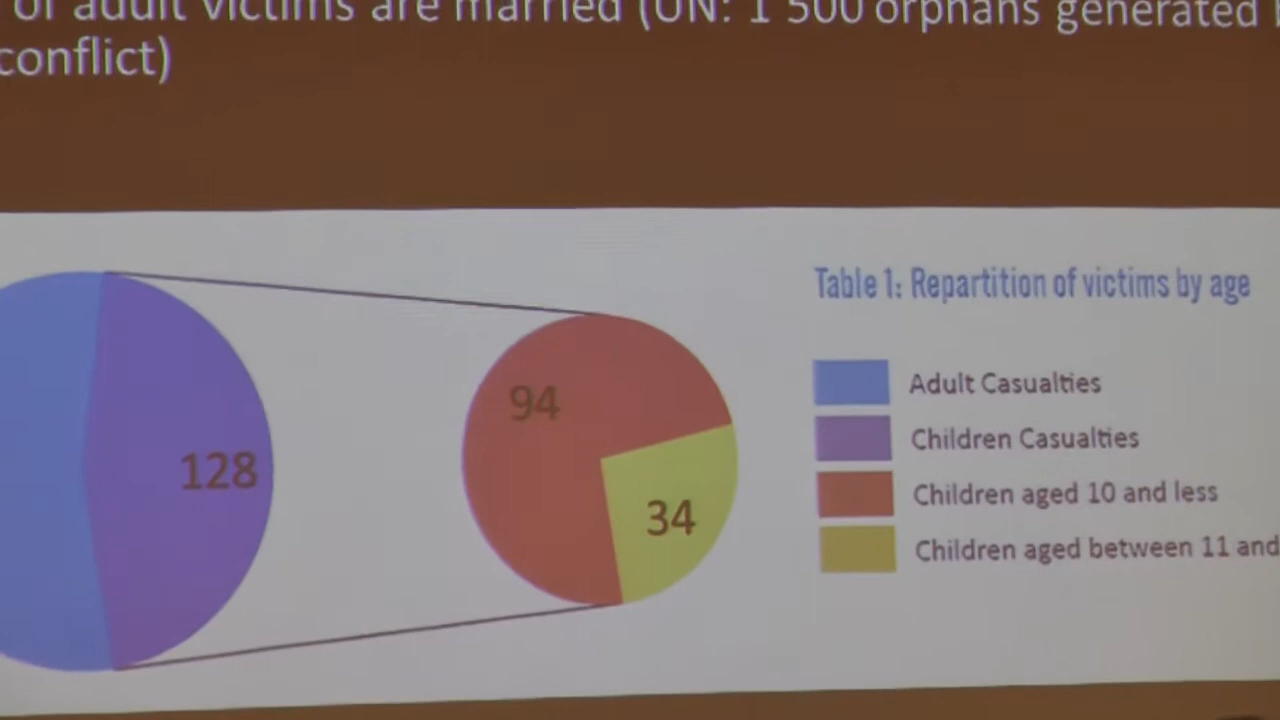 of adult victims are married (UN: 1 500 orphans generated
conflict)
Table 1: Repartition of victims by age
128
94
34
Adult Casualties
Children Casualties
Children aged 10 and less
Children aged between 11 and